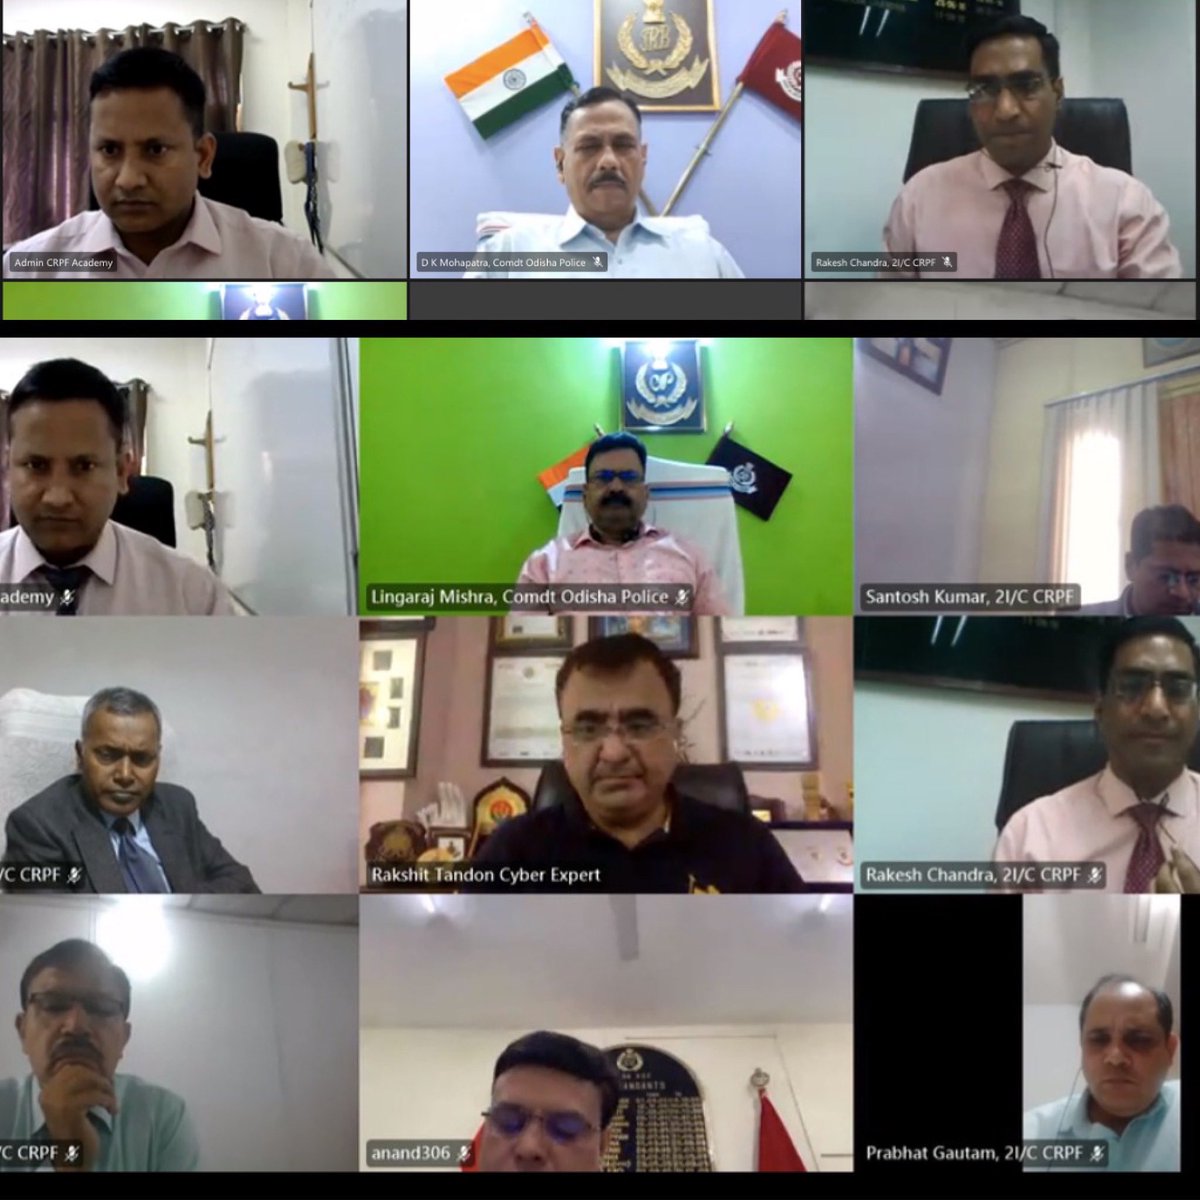 Admin CRPF Academy
D K Mohapatra, Comdt Odisha Police
Rakesh Chandra, 2I/C CRPF
ademy
Lingaraj Mishra, Comdt Odisha Police
Santosh Kumar, 2I/C CRPF
/C CRPF
Rakshit Tandon Cyber Expert
Rakesh Chandra, 2I/C CRPF
/C CRPF
anand306
ANDANTS
Prabhat Gautam, 2I/C CRPF